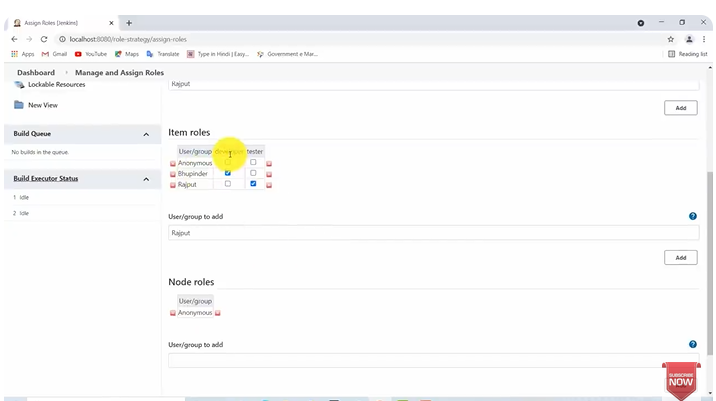 Assign Roles [Jenkins]
localhost:8080/role-strategy/assign-roles
Apps Gmail YouTube Maps Translate Type in Hindi | Easy... Government e Mar... Reading list
Dashboard Manage and Assign Roles
Lockable Resources
New View
Build Queue
No builds in the queue.
Build Executor Status
1 Idle
2 Idle
Rajput
Add
Item roles
User/group tester
Anonymous
Bhupinder
Rajput
User/group to add
Rajput
Add
Node roles
User/group
Anonymous
User/group to add
SUBSCRIBE
NOW